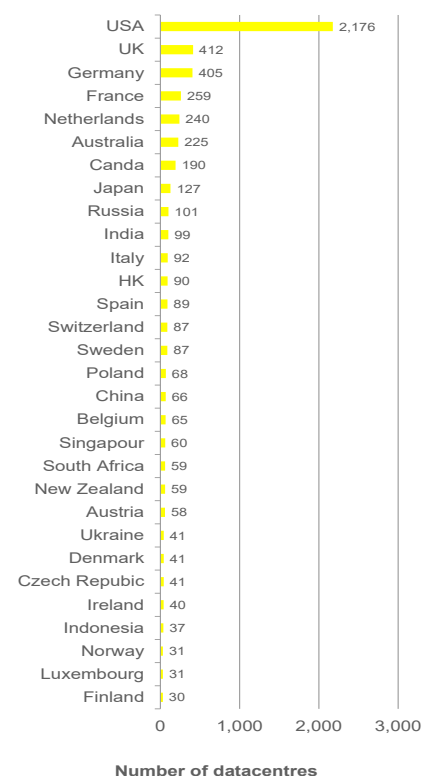 USA 2,176
UK 412
Germany 405
France 259
Netherlands 240
Australia 225
Canda 190
Japan 127
Russia 101
India 99
Italy 92
HK 90
Spain 89
Switzerland 87
Sweden 87
Poland 68
China 66
Belgium 65
Singapour 60
South Africa 59
New Zealand 59
Austria 58
Ukraine 41
Denmark 41
Czech Repubic 41
Ireland 40
Indonesia 37
Norway 31
Luxembourg 31
Finland 30
0 1,000 2,000 3,000
Number of datacentres